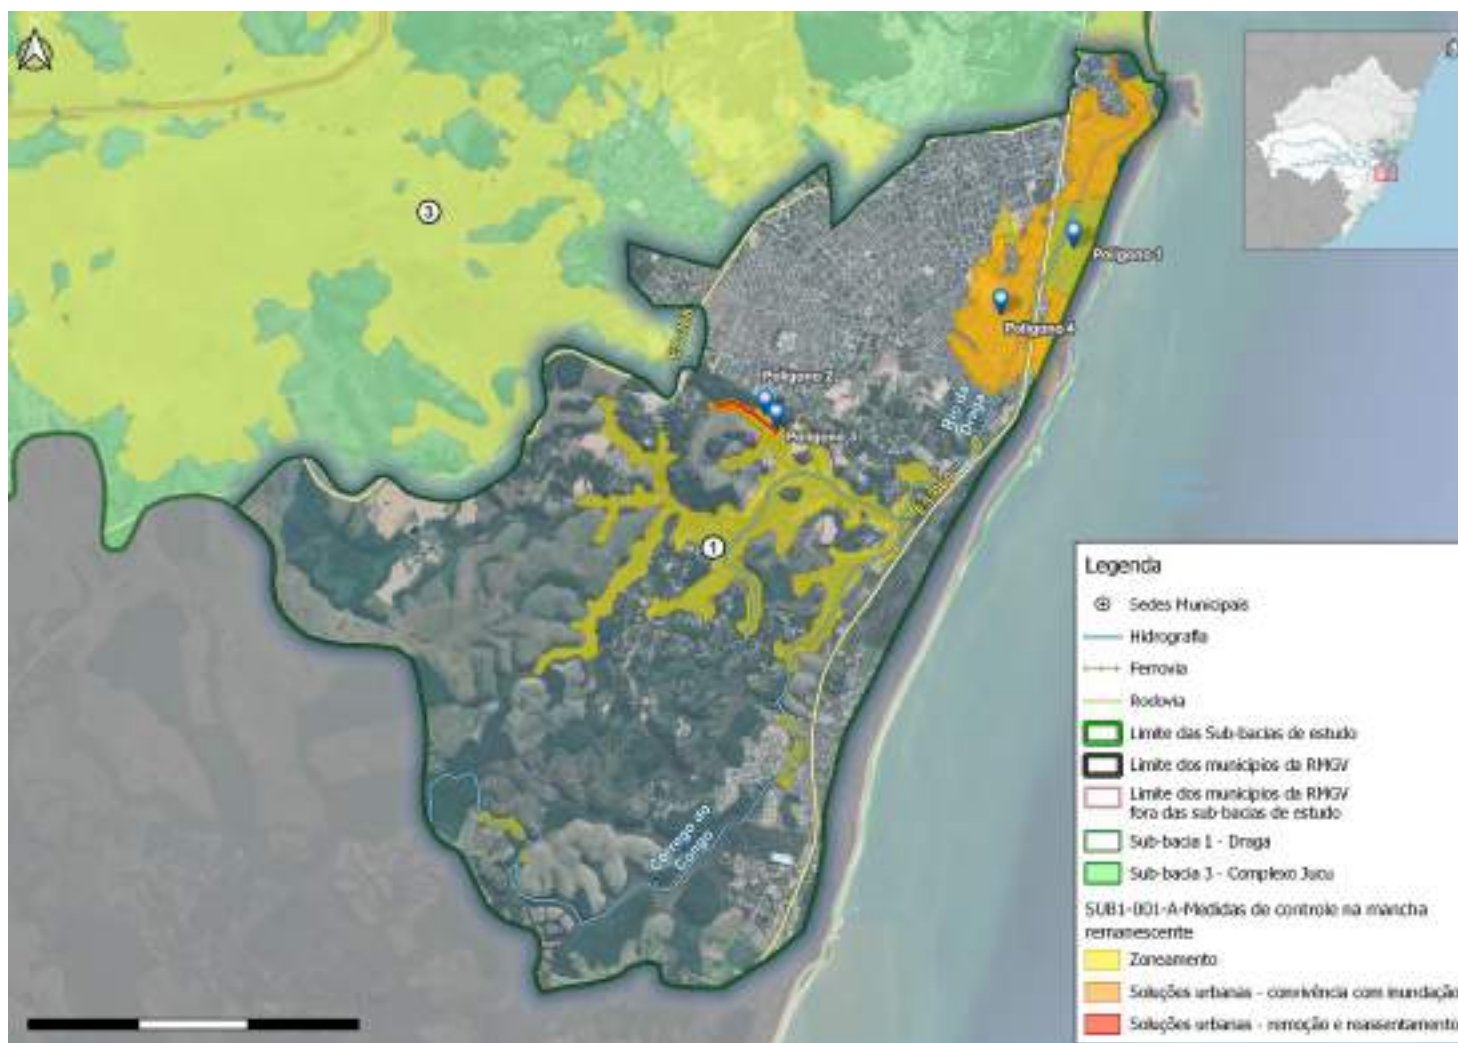 3
Polígono 1
Polígono 4
Polígono 2
Rio da
Draga
Polígono 3
1
Córrego do
Congo
Legenda
Sedes Municipais
Hidrografia
Ferrovia
Rodovia
Limite das Sub-bacias de estudo
Limite dos municípios da RMGV
Limite dos municípios da RMGV
fora das sub-bacias de estudo
Sub-bacia 1 - Draga
Sub-bacia 3 - Complexo Jucu
SUB1-001-A-Medidas de controle na mancha
remanescente
Zoneamento
Soluções urbanas - convivência com inundação
Soluções urbanas - remoção e reassentamento